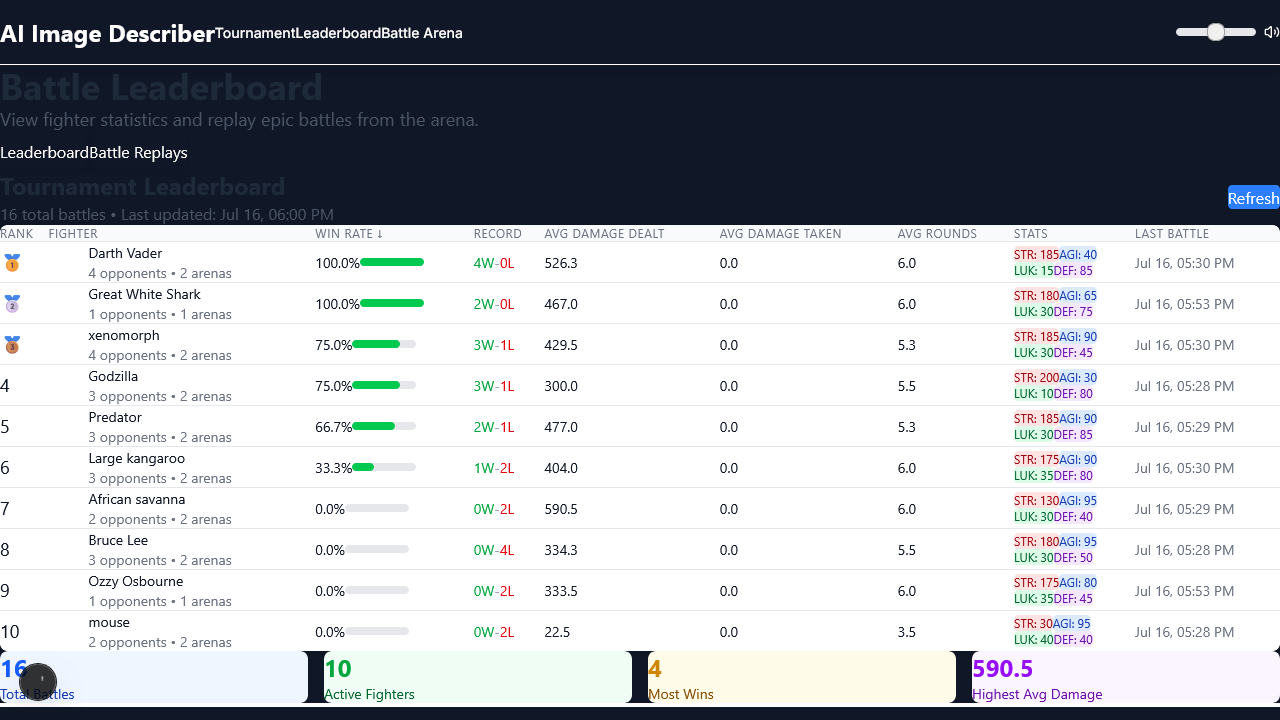 AI Image Describer Tournament Leaderboard Battle Arena
Battle Leaderboard
View fighter statistics and replay epic battles from the arena.
Leaderboard Battle Replays
Tournament Leaderboard
16 total battles • Last updated: Jul 16, 06:00 PM
Refresh
RANK FIGHTER WIN RATE ↓ RECORD AVG DAMAGE DEALT AVG DAMAGE TAKEN AVG ROUNDS STATS LAST BATTLE
1 Darth Vader 100.0% 4W-0L 526.3 0.0 6.0 STR: 185 AGI: 40 Jul 16, 05:30 PM
4 opponents • 2 arenas LUK: 15 DEF: 85
2 Great White Shark 100.0% 2W-0L 467.0 0.0 6.0 STR: 180 AGI: 65 Jul 16, 05:53 PM
1 opponents • 1 arenas LUK: 30 DEF: 75
3 xenomorph 75.0% 3W-1L 429.5 0.0 5.3 STR: 185 AGI: 90 Jul 16, 05:30 PM
4 opponents • 2 arenas LUK: 30 DEF: 45
4 Godzilla 75.0% 3W-1L 300.0 0.0 5.5 STR: 200 AGI: 30 Jul 16, 05:28 PM
3 opponents • 2 arenas LUK: 10 DEF: 80
5 Predator 66.7% 2W-1L 477.0 0.0 5.3 STR: 185 AGI: 90 Jul 16, 05:29 PM
3 opponents • 2 arenas LUK: 30 DEF: 85
6 Large kangaroo 33.3% 1W-2L 404.0 0.0 6.0 STR: 175 AGI: 90 Jul 16, 05:30 PM
3 opponents • 2 arenas LUK: 35 DEF: 80
7 African savanna 0.0% 0W-2L 590.5 0.0 6.0 STR: 130 AGI: 95 Jul 16, 05:29 PM
2 opponents • 2 arenas LUK: 30 DEF: 40
8 Bruce Lee 0.0% 0W-4L 334.3 0.0 5.5 STR: 180 AGI: 95 Jul 16, 05:28 PM
3 opponents • 2 arenas LUK: 30 DEF: 50
9 Ozzy Osbourne 0.0% 0W-2L 333.5 0.0 6.0 STR: 175 AGI: 80 Jul 16, 05:53 PM
1 opponents • 1 arenas LUK: 35 DEF: 45
10 mouse 0.0% 0W-2L 22.5 0.0 3.5 STR: 30 AGI: 95 Jul 16, 05:28 PM
2 opponents • 2 arenas LUK: 40 DEF: 40
16 10 4 590.5
Total Battles Active Fighters Most Wins Highest Avg Damage